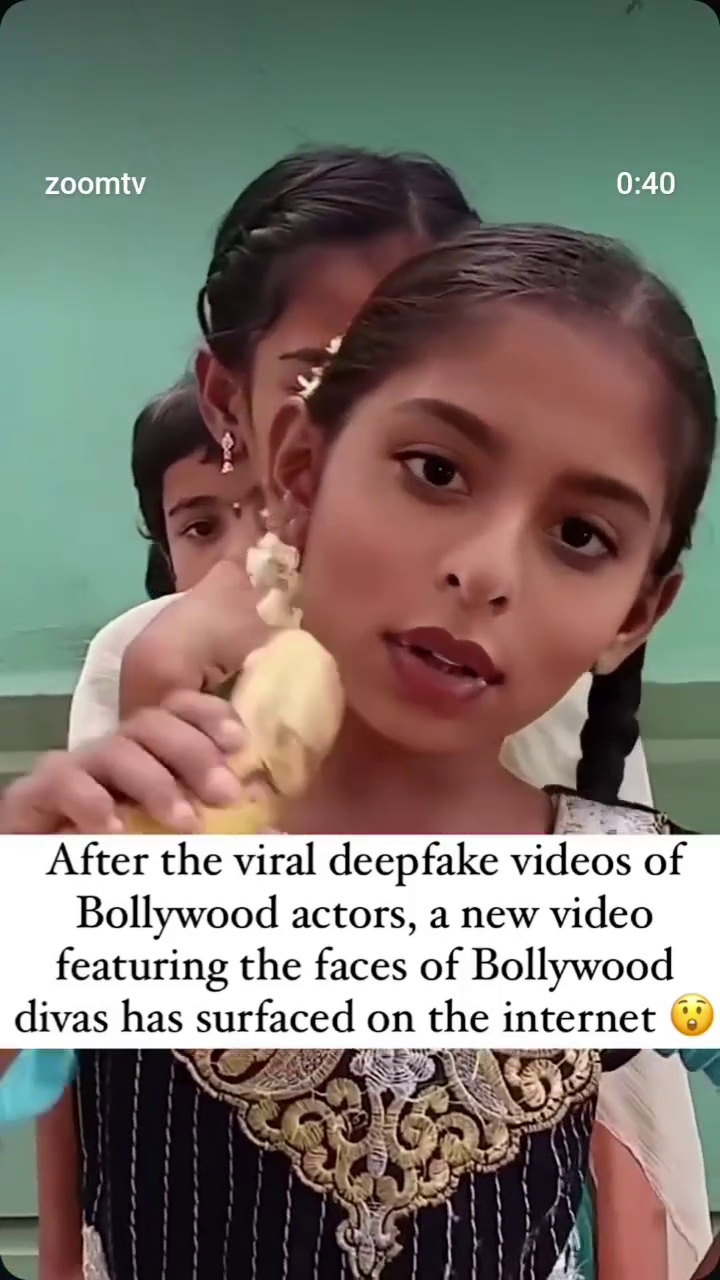 zoomtv
0:40
After the viral deepfake videos of
Bollywood actors, a new video
featuring the faces of Bollywood
divas has surfaced on the internet 😲